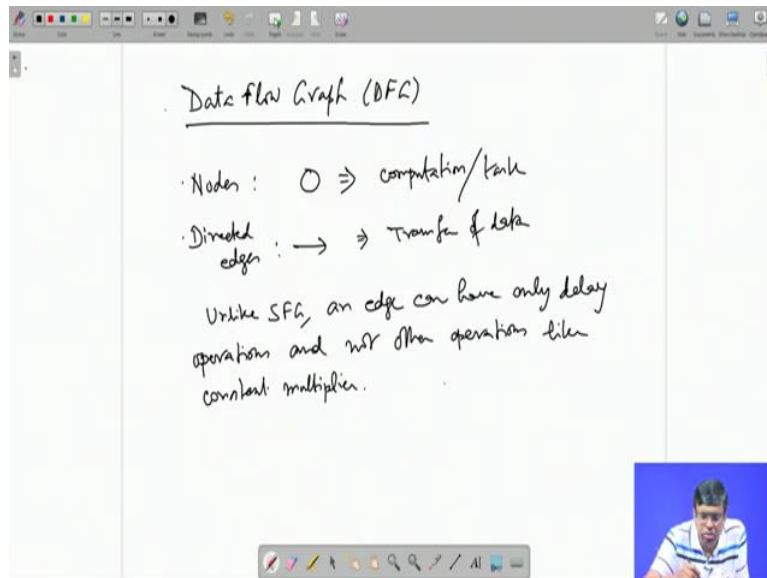 Data flow Graph (DFG)
· Nodes : ⇒ computation/task
· Directed
edges : → ⇒ Transfer of data
Unlike SFG, an edge can have only delay
operations and not other operations like
constant multiplier.